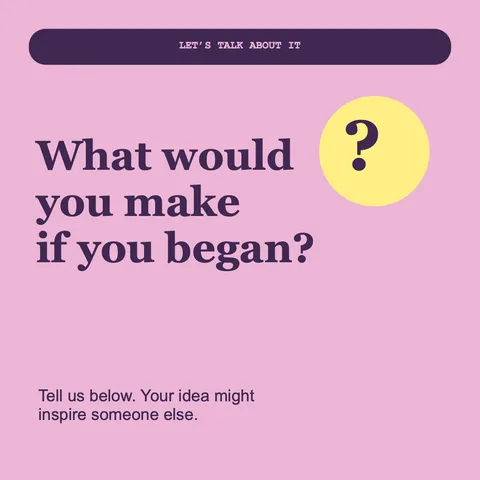 LET’S TALK ABOUT IT
?
What would
you make
if you began?
Tell us below. Your idea might
inspire someone else.